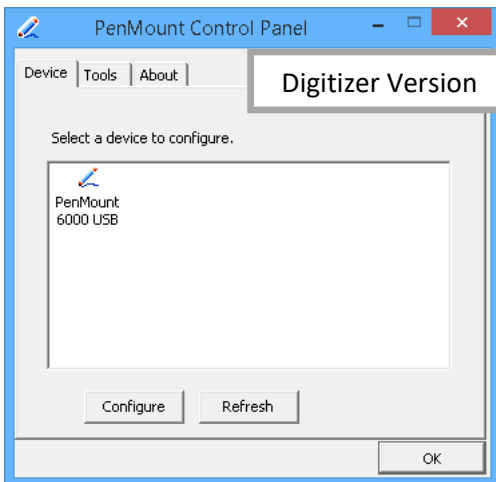 PenMount Control Panel
Digitizer Version
Device Tools About
Select a device to configure.
PenMount
6000 USB
Configure Refresh
OK